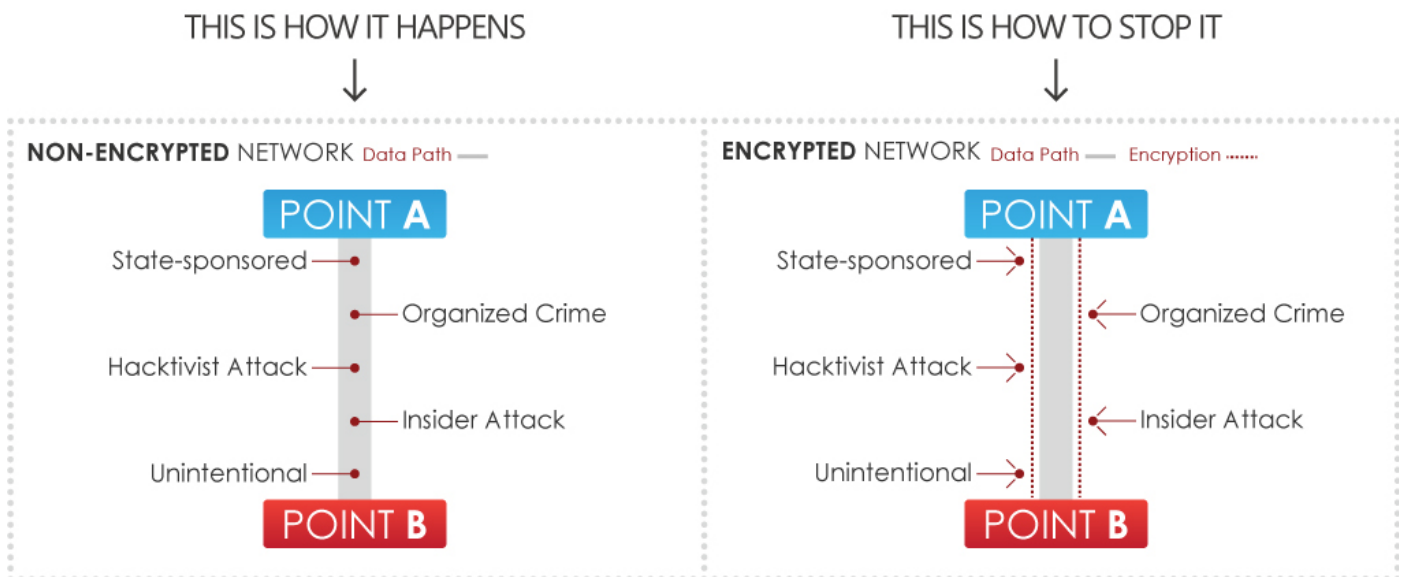 THIS IS HOW IT HAPPENS
THIS IS HOW TO STOP IT
NON-ENCRYPTED NETWORK Data Path
POINT A
State-sponsored
Organized Crime
Hacktivist Attack
Insider Attack
Unintentional
POINT B
ENCRYPTED NETWORK Data Path Encryption
POINT A
State-sponsored
Organized Crime
Hacktivist Attack
Insider Attack
Unintentional
POINT B